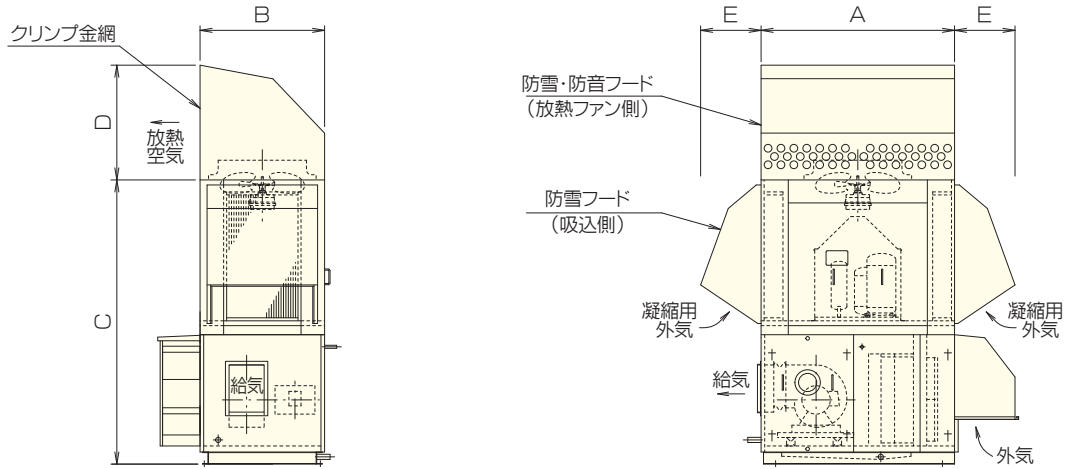 B
クリンプ金網
D
放熱
空気
C
給気
E
A
E
防雪・防音フード
(放熱ファン側)
防雪フード
(吸込側)
凝縮用
外気
凝縮用
外気
給気
外気